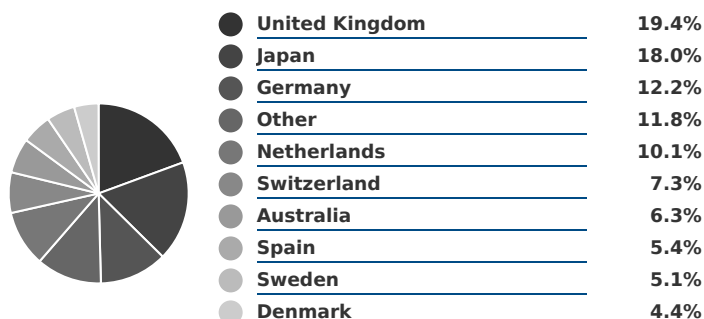 United Kingdom 19.4%
Japan 18.0%
Germany 12.2%
Other 11.8%
Netherlands 10.1%
Switzerland 7.3%
Australia 6.3%
Spain 5.4%
Sweden 5.1%
Denmark 4.4%